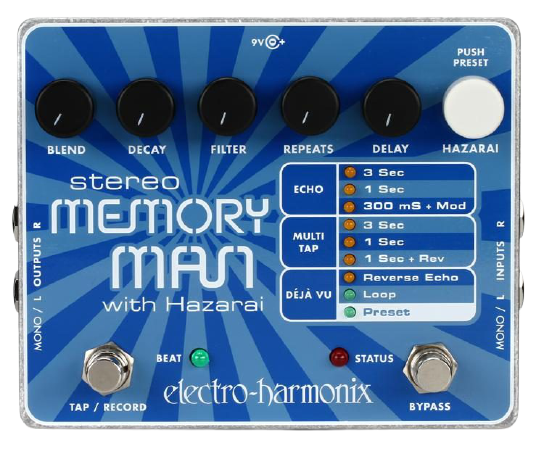 9V +
PUSH
PRESET
BLEND DECAY FILTER REPEATS DELAY HAZARAI
stereo
MEMORY
MAN
with Hazarai
ECHO
3 Sec
1 Sec
300 mS + Mod
MULTI
TAP
3 Sec
1 Sec
1 Sec + Rev
DÉJÀ VU
Reverse Echo
Loop
Preset
MONO / L OUTPUTS R
MONO / L INPUTS R
BEAT
STATUS
electro-harmonix
TAP / RECORD
BYPASS